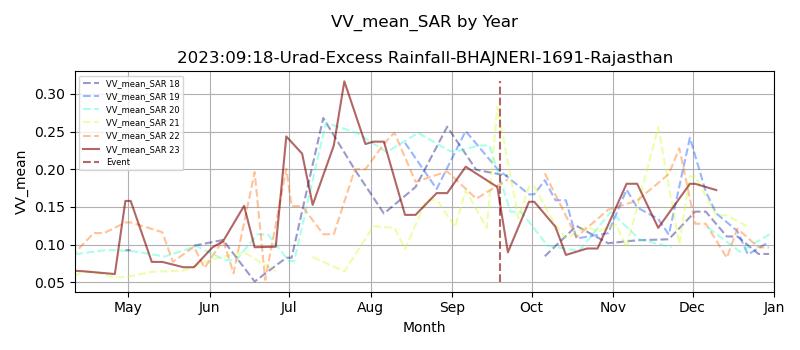 VV_mean_SAR by Year
2023:09:18-Urad-Excess Rainfall-BHAJNERI-1691-Rajasthan
VV_mean_SAR 18
VV_mean_SAR 19
VV_mean_SAR 20
VV_mean_SAR 21
VV_mean_SAR 22
VV_mean_SAR 23
Event
VV_mean
0.30
0.25
0.20
0.15
0.10
0.05
May Jun Jul Aug Sep Oct Nov Dec Jan
Month